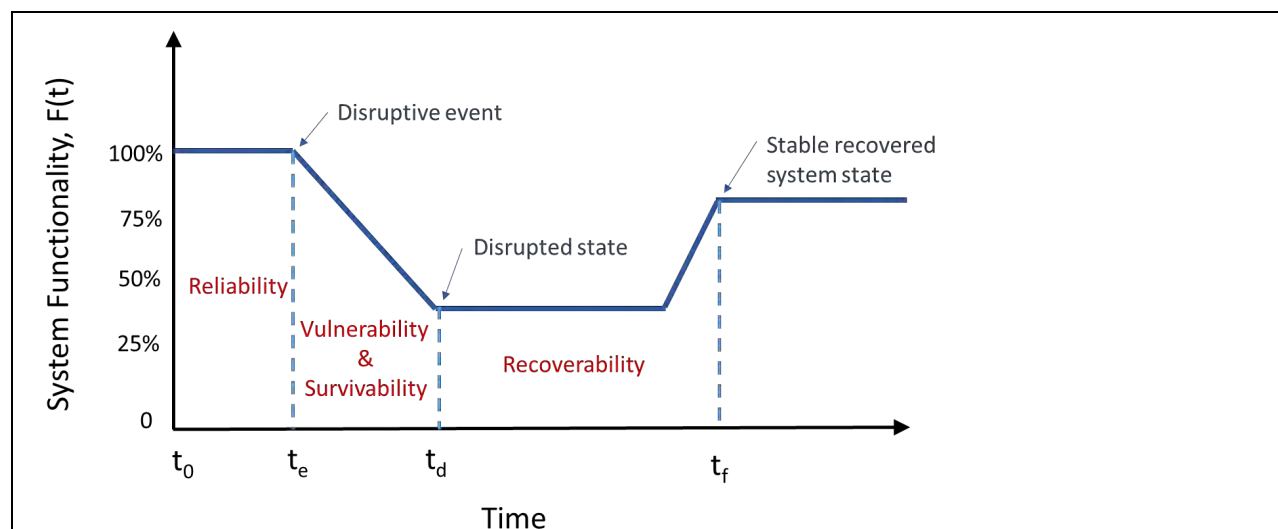 System Functionality, F(t)
100%
75%
50%
25%
0
Disruptive event
Stable recovered
system state
Disrupted state
Reliability
Vulnerability
&
Survivability
Recoverability
t0
te
td
tf
Time